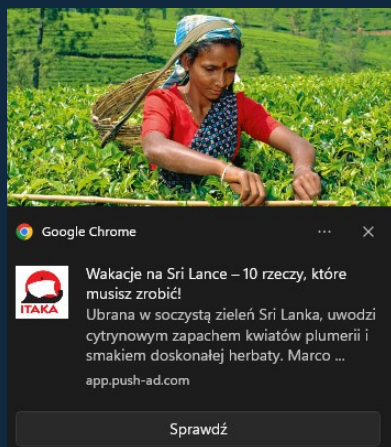 Google Chrome
Wakacje na Sri Lance – 10 rzeczy, które
musisz zrobić!
ITAKA
Ubrana w soczystą zieleń Sri Lanka, uwodzi
cytrynowym zapachem kwiatów plumerii i
smakiem doskonałej herbaty. Marco ...
app.push-ad.com
Sprawdź